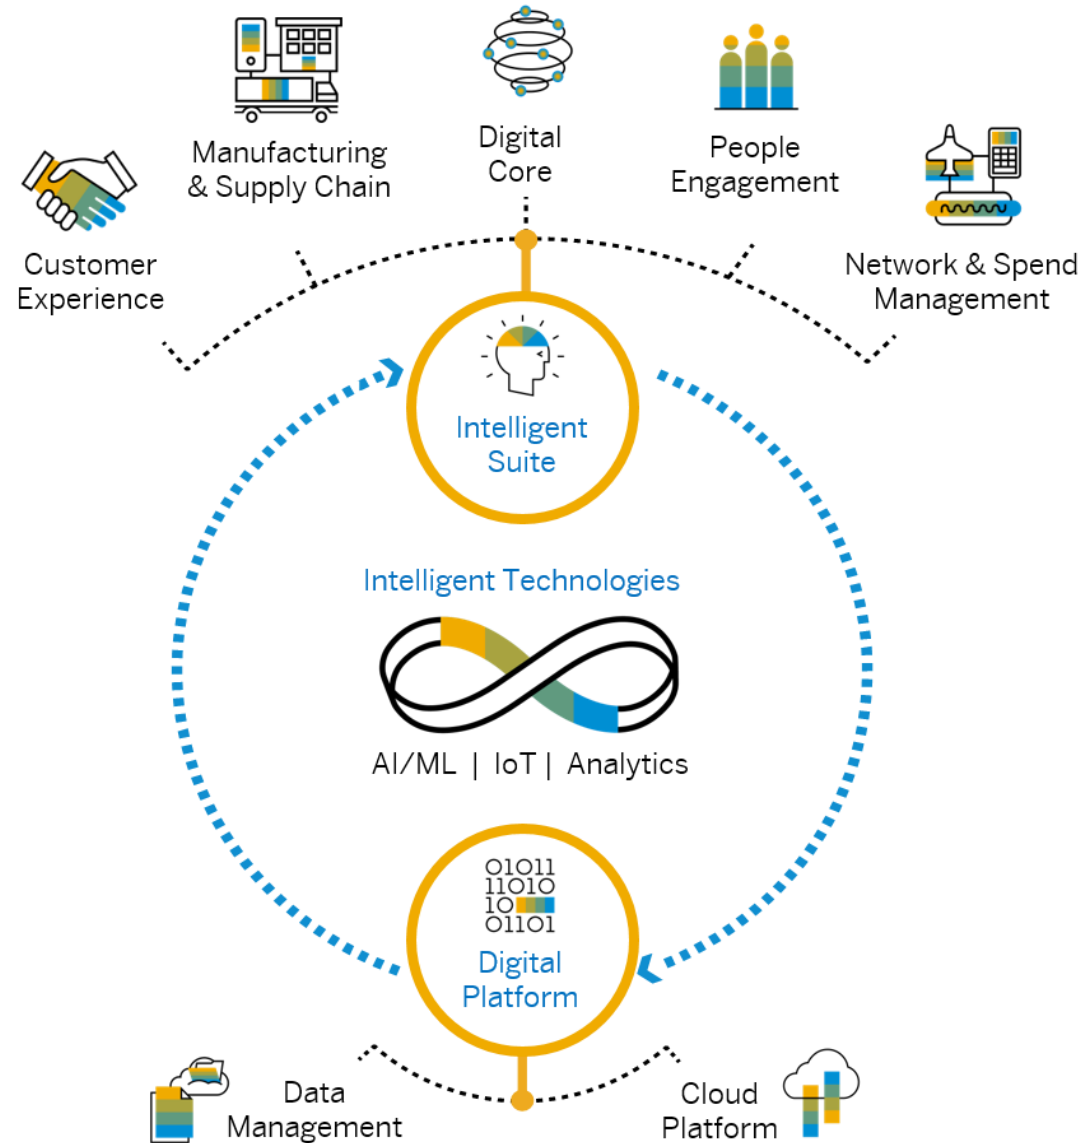 Digital
Core
Manufacturing
& Supply Chain
People
Engagement
Customer
Experience
Network & Spend
Management
Intelligent
Suite
Intelligent Technologies
AI/ML | IoT | Analytics
01011
11010
10
01101
Digital
Platform
Data
Management
Cloud
Platform